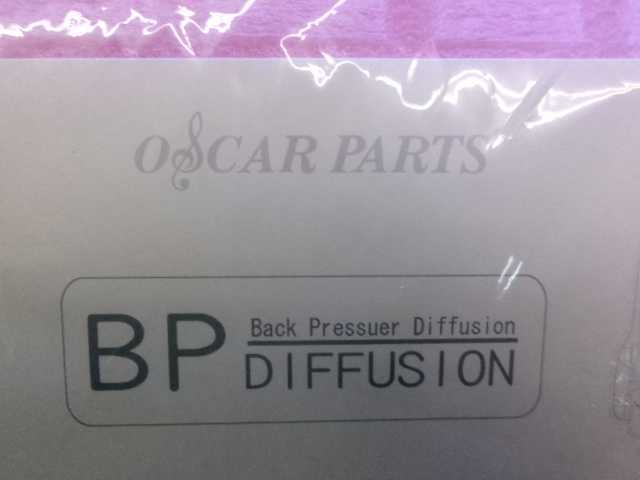 OSCAR PARTS
BP
Back Pressuer Diffusion
DIFFUSION